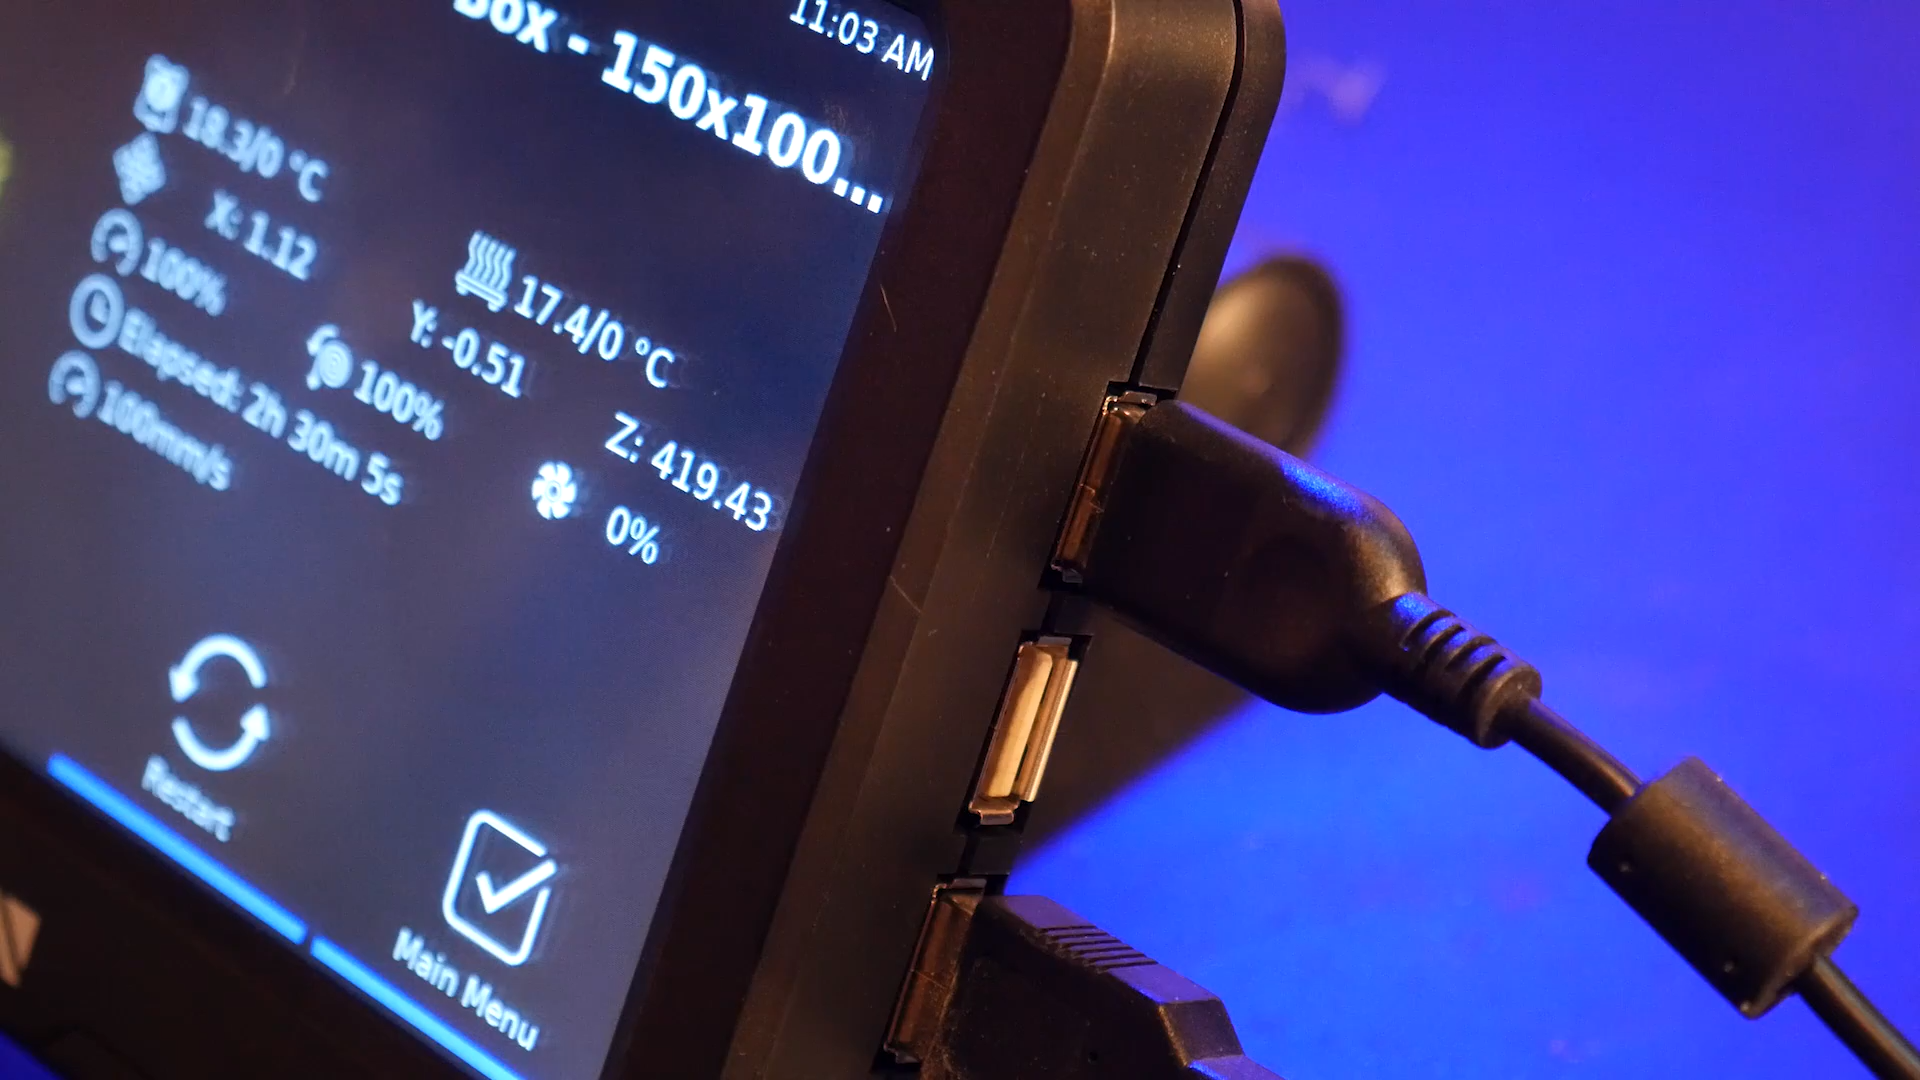 11:03 AM
Box - 150x100...
18.3/0 °C
17.4/0 °C
X: 1.12
Y: -0.51
Z: 419.43
100%
100%
0%
Elapsed: 2h 30m 5s
100mm/s
Restart
Main Menu